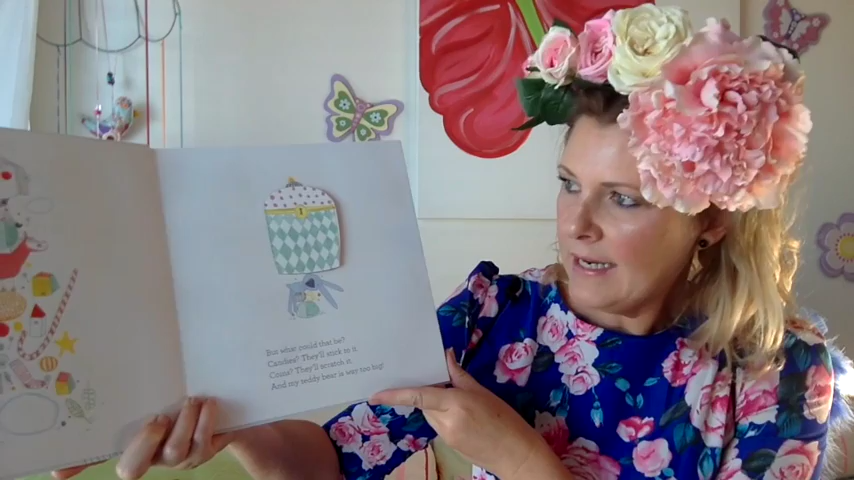 But what could that be?
Candies? They'll stick to it.
Coins? They'll scratch it.
And my teddy bear is way too big!